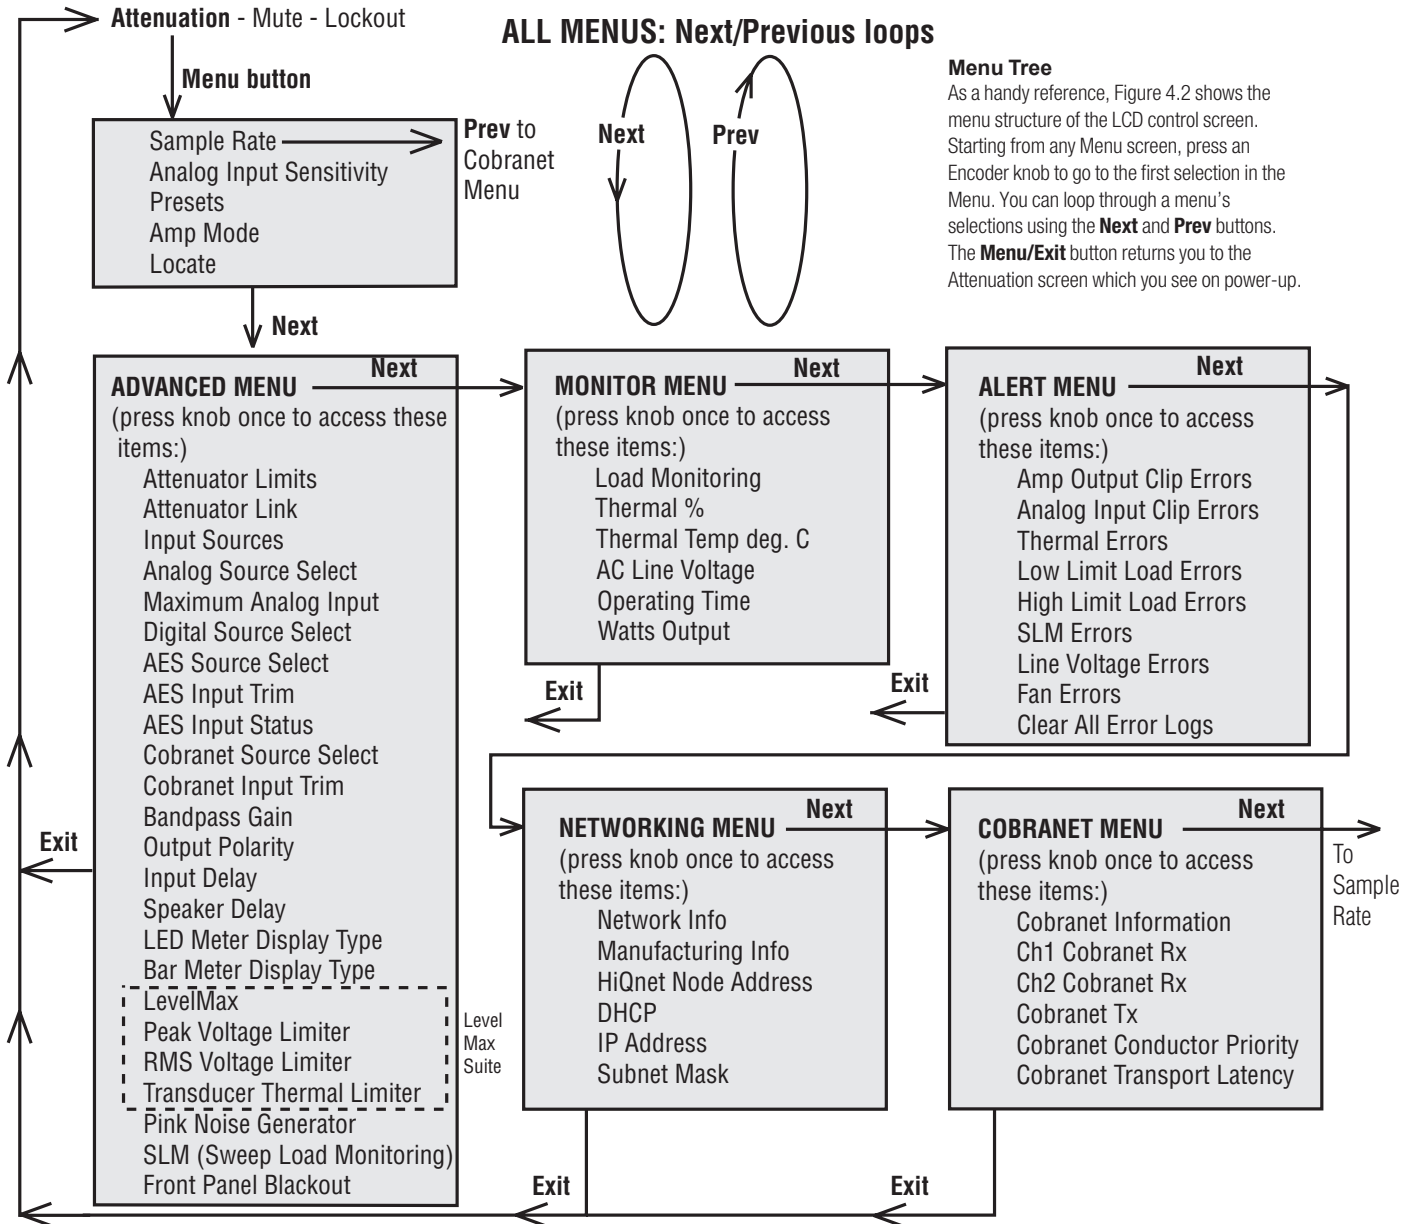 Attenuation - Mute - Lockout
ALL MENUS: Next/Previous loops
Menu button
Sample Rate
Analog Input Sensitivity
Presets
Amp Mode
Locate
Prev to
Cobranet
Menu
Next
Prev
Menu Tree
As a handy reference, Figure 4.2 shows the
menu structure of the LCD control screen.
Starting from any Menu screen, press an
Encoder knob to go to the first selection in the
Menu. You can loop through a menu's
selections using the Next and Prev buttons.
The Menu/Exit button returns you to the
Attenuation screen which you see on power-up.
Next
ADVANCED MENU
Next
(press knob once to access these
items:)
Attenuator Limits
Attenuator Link
Input Sources
Analog Source Select
Maximum Analog Input
Digital Source Select
AES Source Select
AES Input Trim
AES Input Status
Cobranet Source Select
Cobranet Input Trim
Bandpass Gain
Output Polarity
Input Delay
Speaker Delay
LED Meter Display Type
Bar Meter Display Type
LevelMax
Peak Voltage Limiter
RMS Voltage Limiter
Transducer Thermal Limiter
Pink Noise Generator
SLM (Sweep Load Monitoring)
Front Panel Blackout
Level
Max
Suite
Exit
MONITOR MENU
Next
(press knob once to access
these items:)
Load Monitoring
Thermal %
Thermal Temp deg. C
AC Line Voltage
Operating Time
Watts Output
Exit
ALERT MENU
Next
(press knob once to access
these items:)
Amp Output Clip Errors
Analog Input Clip Errors
Thermal Errors
Low Limit Load Errors
High Limit Load Errors
SLM Errors
Line Voltage Errors
Fan Errors
Clear All Error Logs
Exit
NETWORKING MENU
Next
(press knob once to access
these items:)
Network Info
Manufacturing Info
HiQnet Node Address
DHCP
IP Address
Subnet Mask
Exit
COBRANET MENU
Next
(press knob once to access
these items:)
Cobranet Information
Ch1 Cobranet Rx
Ch2 Cobranet Rx
Cobranet Tx
Cobranet Conductor Priority
Cobranet Transport Latency
To
Sample
Rate
Exit